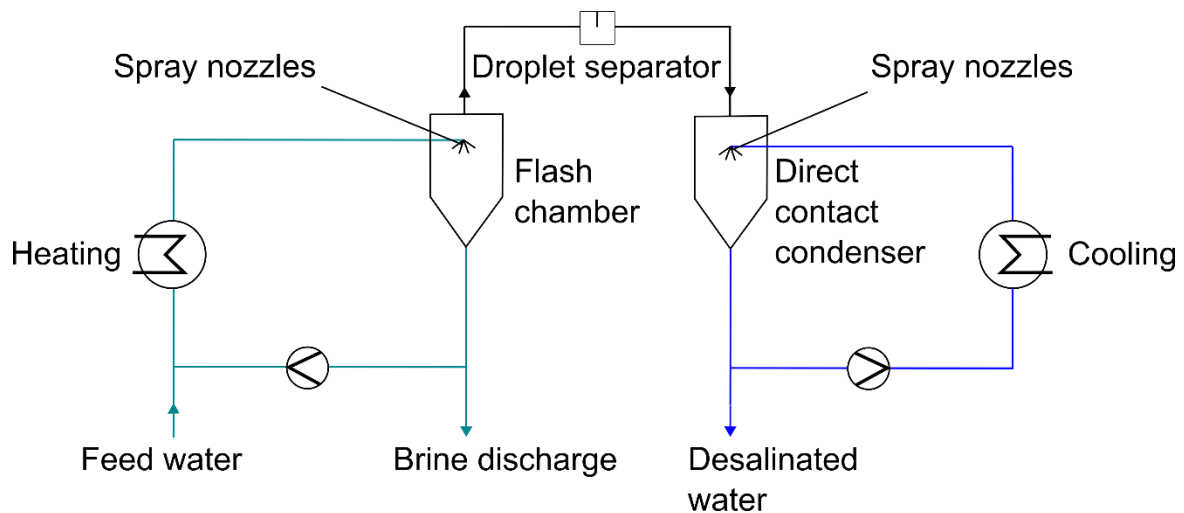 Spray nozzles
Droplet separator
Spray nozzles
Flash
chamber
Direct
contact
condenser
Heating
Cooling
Feed water
Brine discharge
Desalinated
water